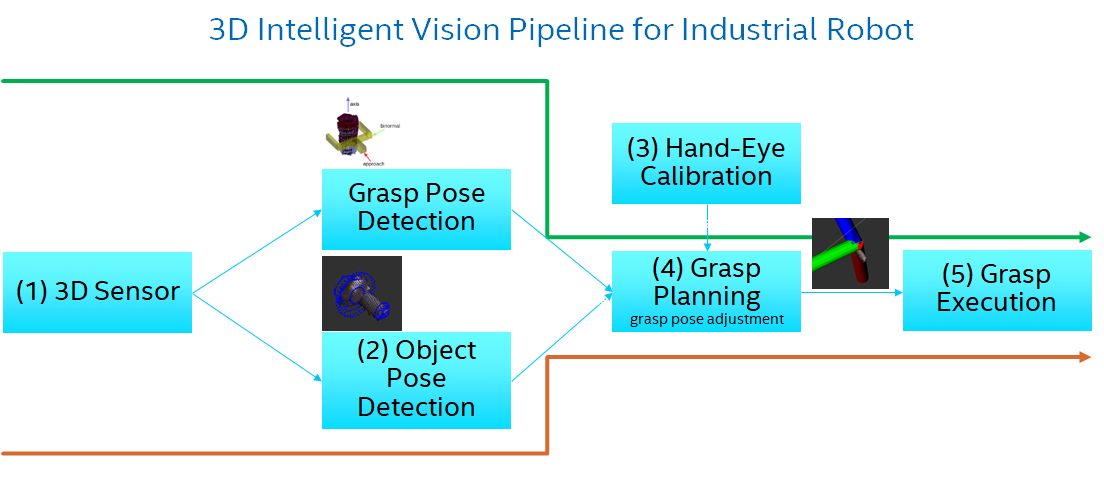 3D Intelligent Vision Pipeline for Industrial Robot
axis
binormal
approach
Grasp Pose
Detection
(3) Hand-Eye
Calibration
(1) 3D Sensor
(2) Object
Pose
Detection
(4) Grasp
Planning
grasp pose adjustment
(5) Grasp
Execution